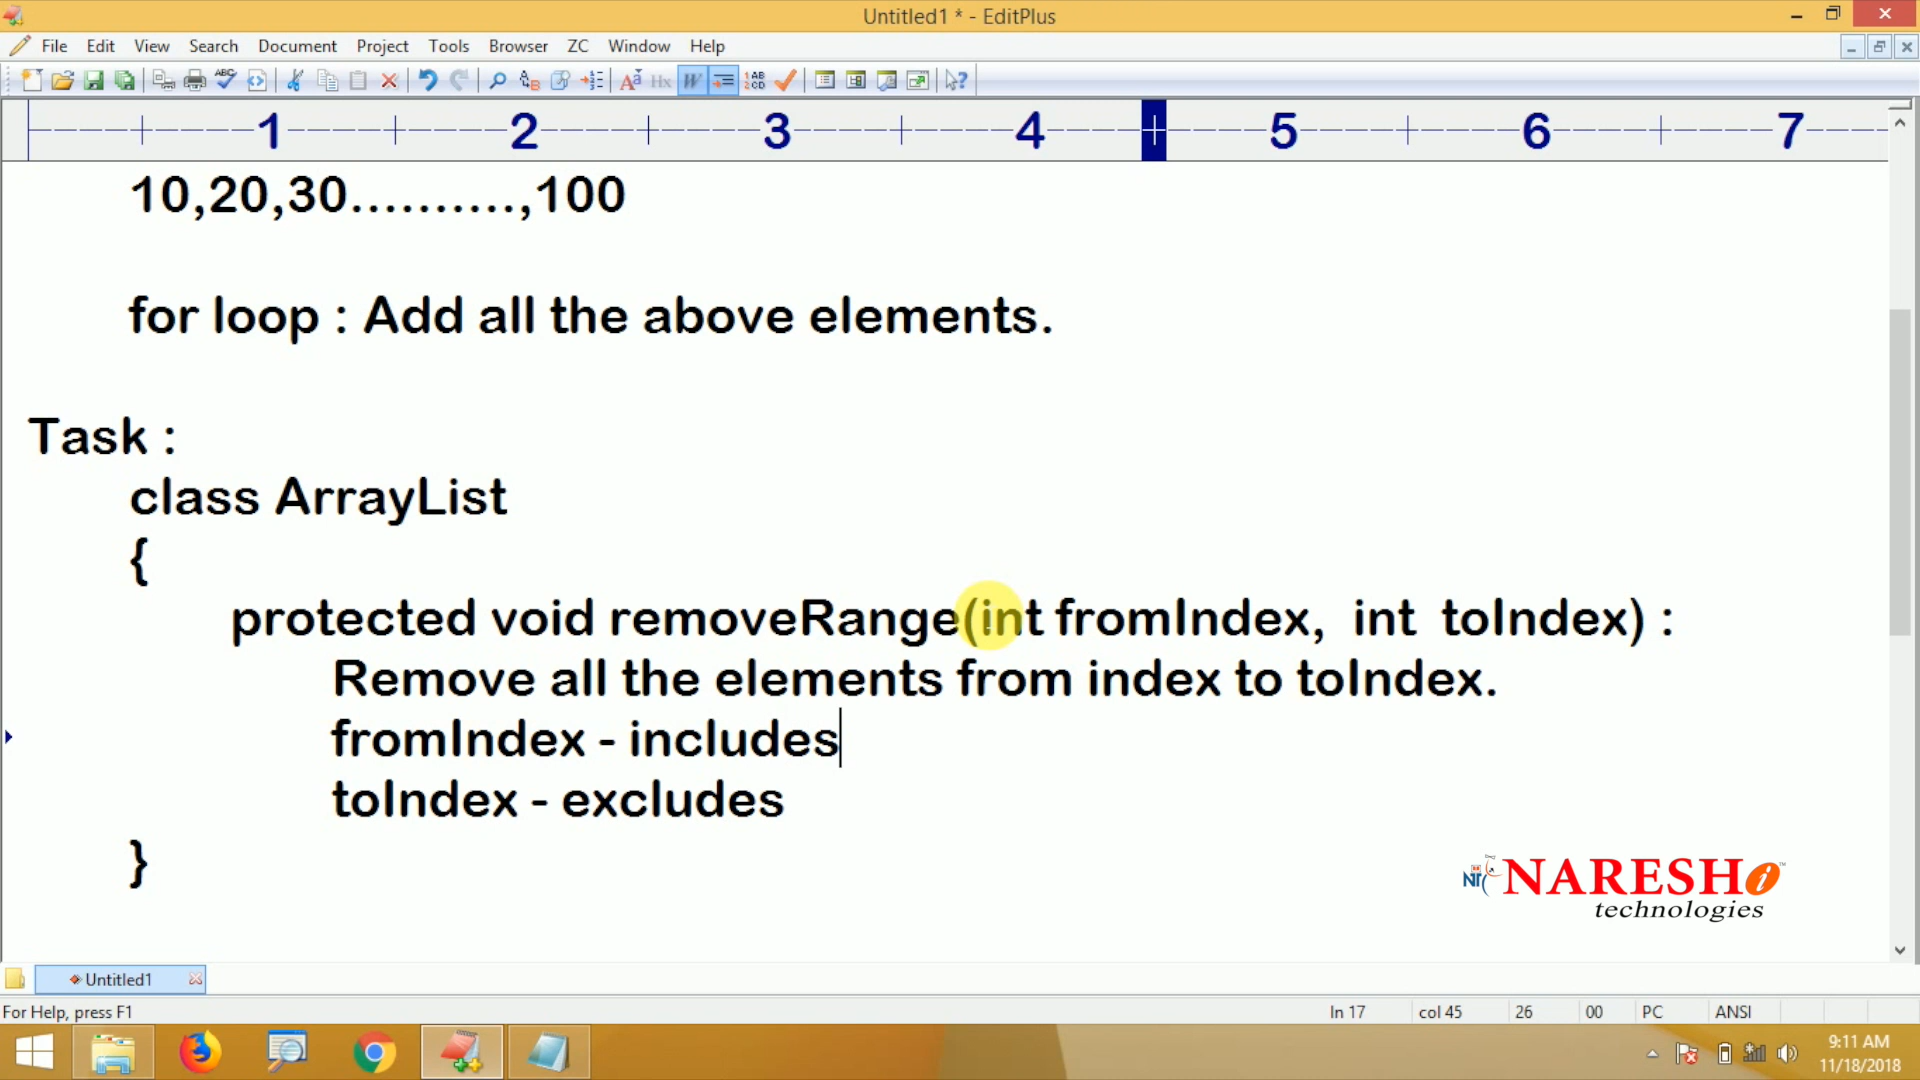 Untitled1 * - EditPlus
File Edit View Search Document Project Tools Browser ZC Window Help
1 2 3 4 5 6 7
10,20,30..........,100
for loop : Add all the above elements.
Task :
class ArrayList
{
protected void removeRange(int fromIndex, int toIndex) :
Remove all the elements from index to toIndex.
fromIndex - includes
toIndex - excludes
}
NARESH i
technologies
Untitled1
For Help, press F1
ln 17 col 45 26 00 PC ANSI
9:11 AM
11/18/2018